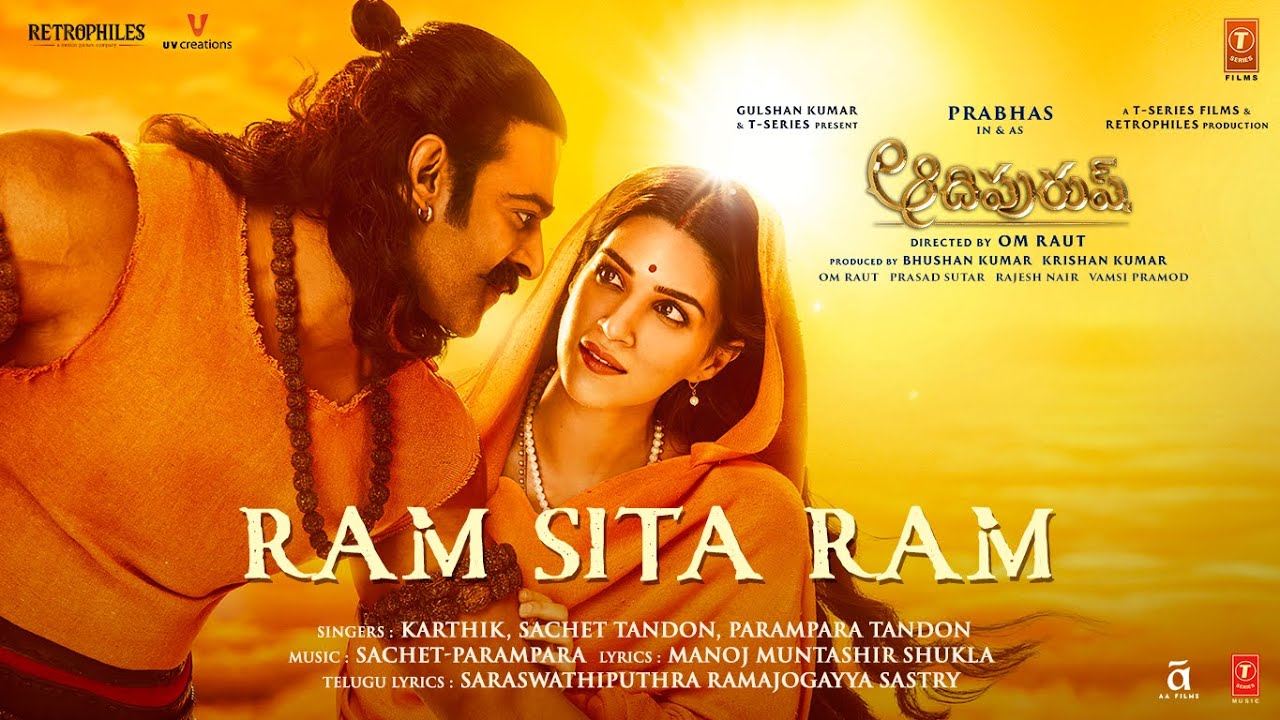 RETROPHILES
a motion picture company
UV creations
T
SERIES
FILMS
GULSHAN KUMAR
& T-SERIES PRESENT
PRABHAS
IN & AS
A T-SERIES FILMS &
RETROPHILES PRODUCTION
ఆదిపురుష్
DIRECTED BY OM RAUT
PRODUCED BY BHUSHAN KUMAR KRISHAN KUMAR
OM RAUT PRASAD SUTAR RAJESH NAIR VAMSI PRAMOD
RAM SITA RAM
SINGERS : KARTHIK, SACHET TANDON, PARAMPARA TANDON
MUSIC : SACHET-PARAMPARA LYRICS : MANOJ MUNTASHIR SHUKLA
TELUGU LYRICS : SARASWATHIPUTHRA RAMAJOGAYYA SASTRY
ā
AA FILMS
T
SERIES
MUSIC